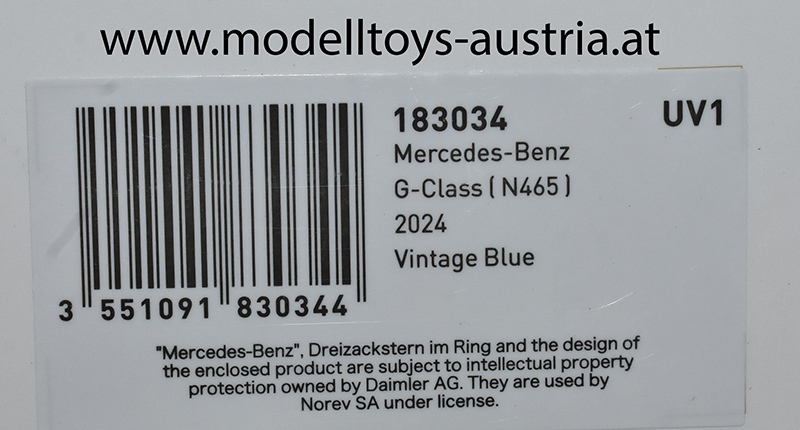 www.modelltoys-austria.at
183034
UV1
Mercedes-Benz
G-Class ( N465 )
2024
Vintage Blue
3 551091 830344
"Mercedes-Benz", Dreizackstern im Ring and the design of
the enclosed product are subject to intellectual property
protection owned by Daimler AG. They are used by
Norev SA under license.